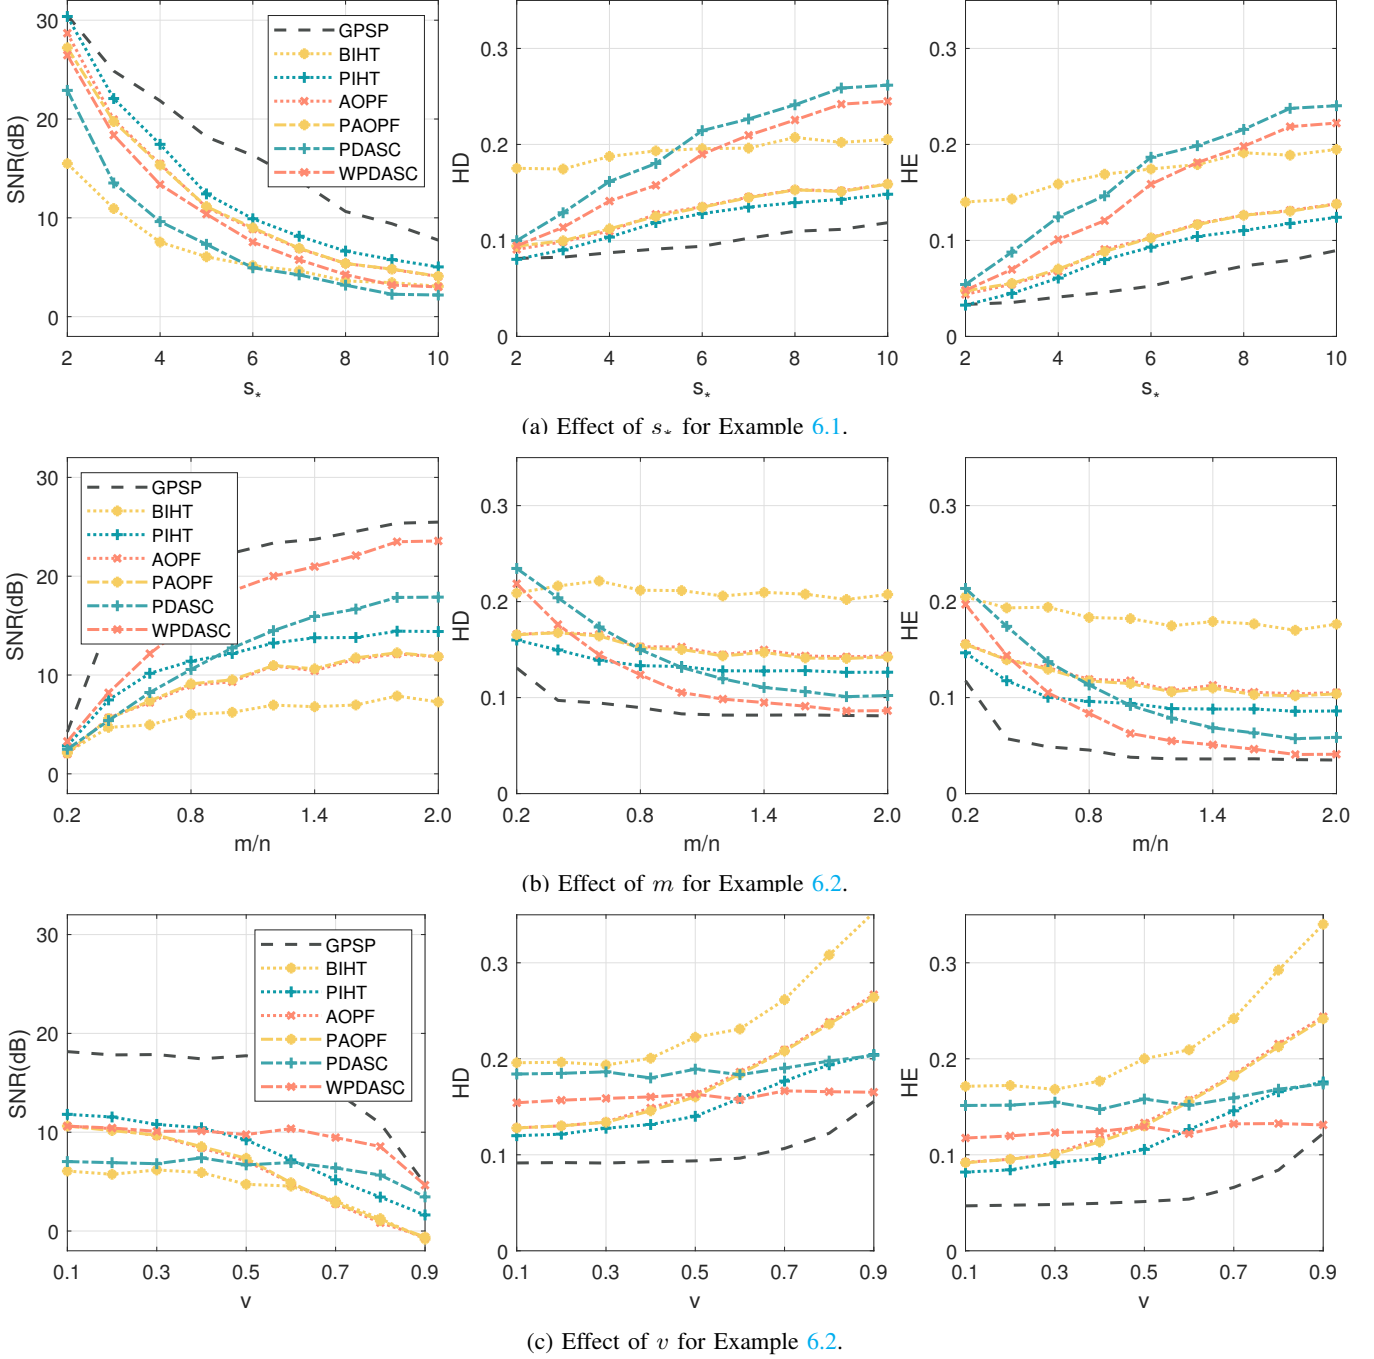 30
20
10
0
SNR(dB)
GPSP
BIHT
PIHT
AOPF
PAOPF
PDASC
WPDASC
2 4 6 8 10
s*
0.3
0.2
0.1
0
HD
2 4 6 8 10
s*
0.3
0.2
0.1
0
HE
2 4 6 8 10
s*
(a) Effect of s* for Example 6.1.
30
20
10
0
SNR(dB)
GPSP
BIHT
PIHT
AOPF
PAOPF
PDASC
WPDASC
0.2 0.8 1.4 2.0
m/n
0.3
0.2
0.1
0
HD
0.2 0.8 1.4 2.0
m/n
0.3
0.2
0.1
0
HE
0.2 0.8 1.4 2.0
m/n
(b) Effect of m for Example 6.2.
30
20
10
0
SNR(dB)
GPSP
BIHT
PIHT
AOPF
PAOPF
PDASC
WPDASC
0.1 0.3 0.5 0.7 0.9
v
0.3
0.2
0.1
0
HD
0.1 0.3 0.5 0.7 0.9
v
0.3
0.2
0.1
0
HE
0.1 0.3 0.5 0.7 0.9
v
(c) Effect of v for Example 6.2.